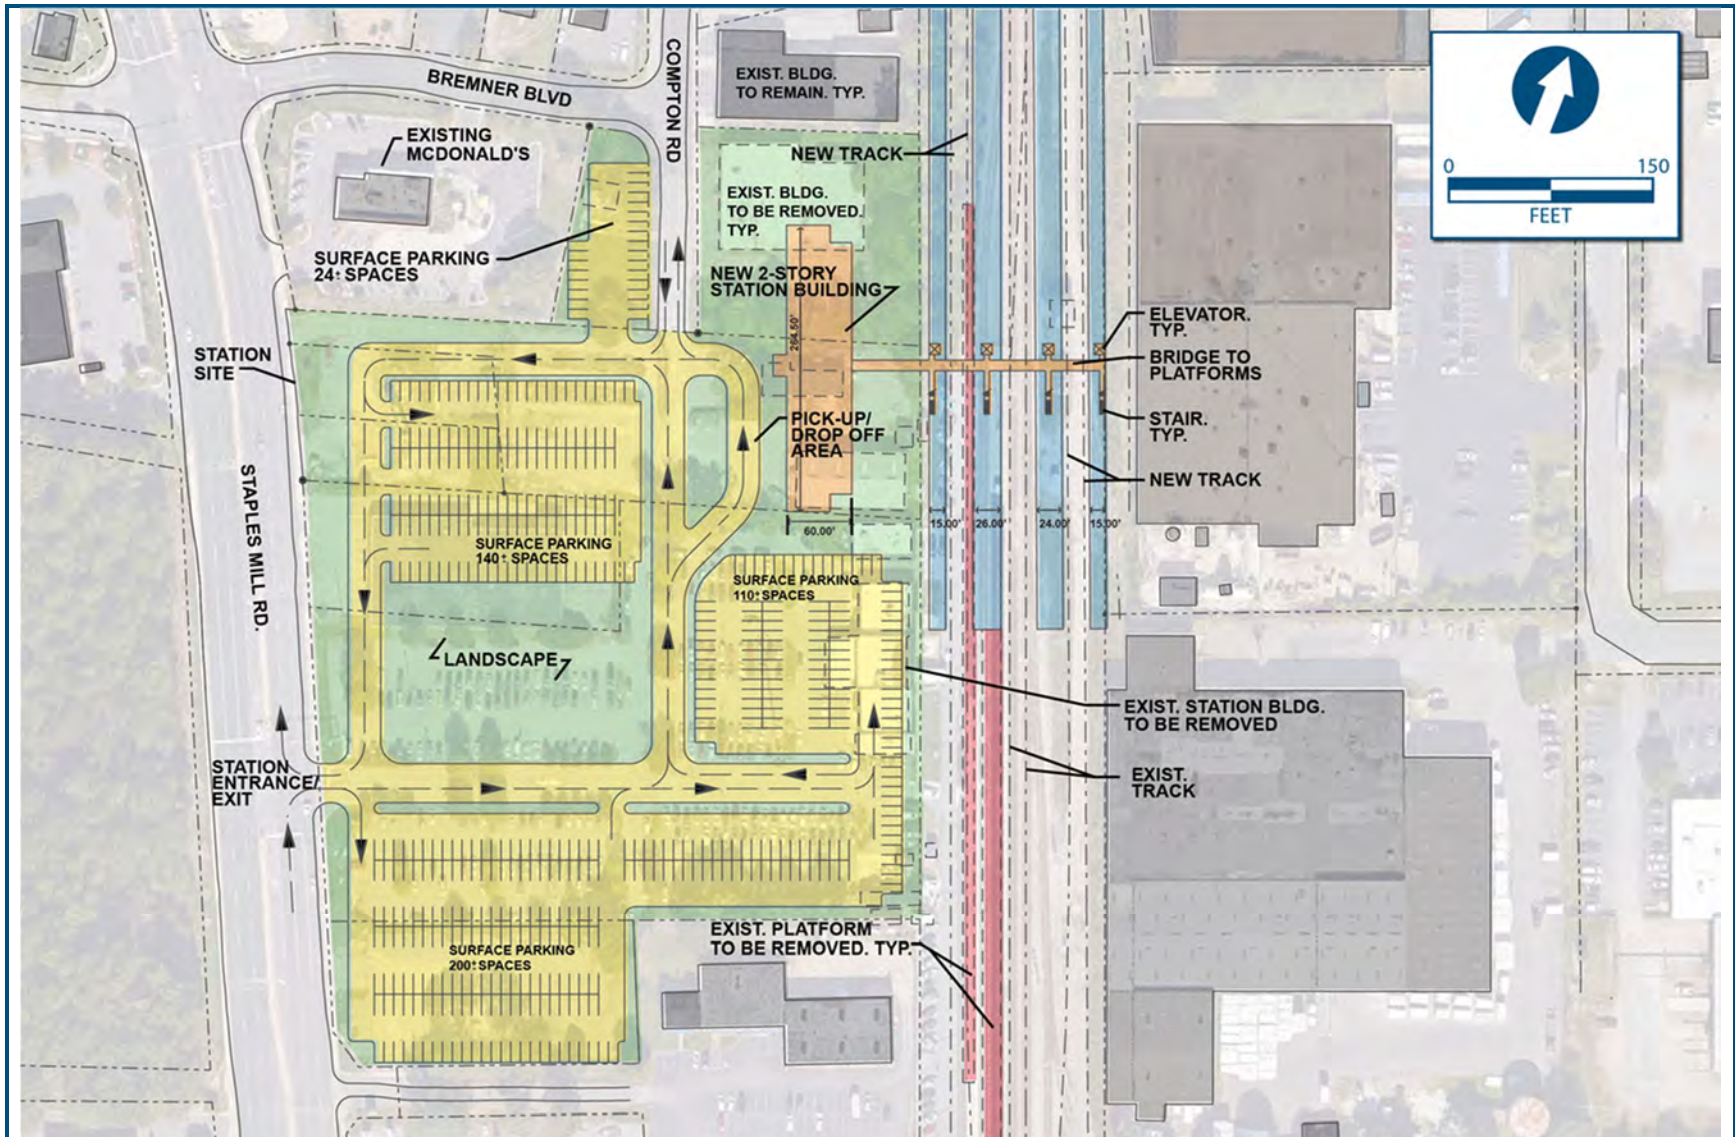 BREMNER BLVD
COMPTON RD
EXIST. BLDG.
TO REMAIN. TYP.
EXISTING
MCDONALD'S
NEW TRACK
0
150
FEET
EXIST. BLDG.
TO BE REMOVED.
TYP.
SURFACE PARKING
24± SPACES
NEW 2-STORY
STATION BUILDING
264.50'
ELEVATOR.
TYP.
STATION
SITE
BRIDGE TO
PLATFORMS
PICK-UP/
DROP OFF
AREA
STAIR.
TYP.
NEW TRACK
STAPLES MILL RD.
60.00'
15.00'
26.00'
24.00'
15.00'
SURFACE PARKING
140± SPACES
SURFACE PARKING
110± SPACES
LANDSCAPE
EXIST. STATION BLDG.
TO BE REMOVED
STATION
ENTRANCE/
EXIT
EXIST.
TRACK
EXIST. PLATFORM
TO BE REMOVED. TYP.
SURFACE PARKING
200± SPACES